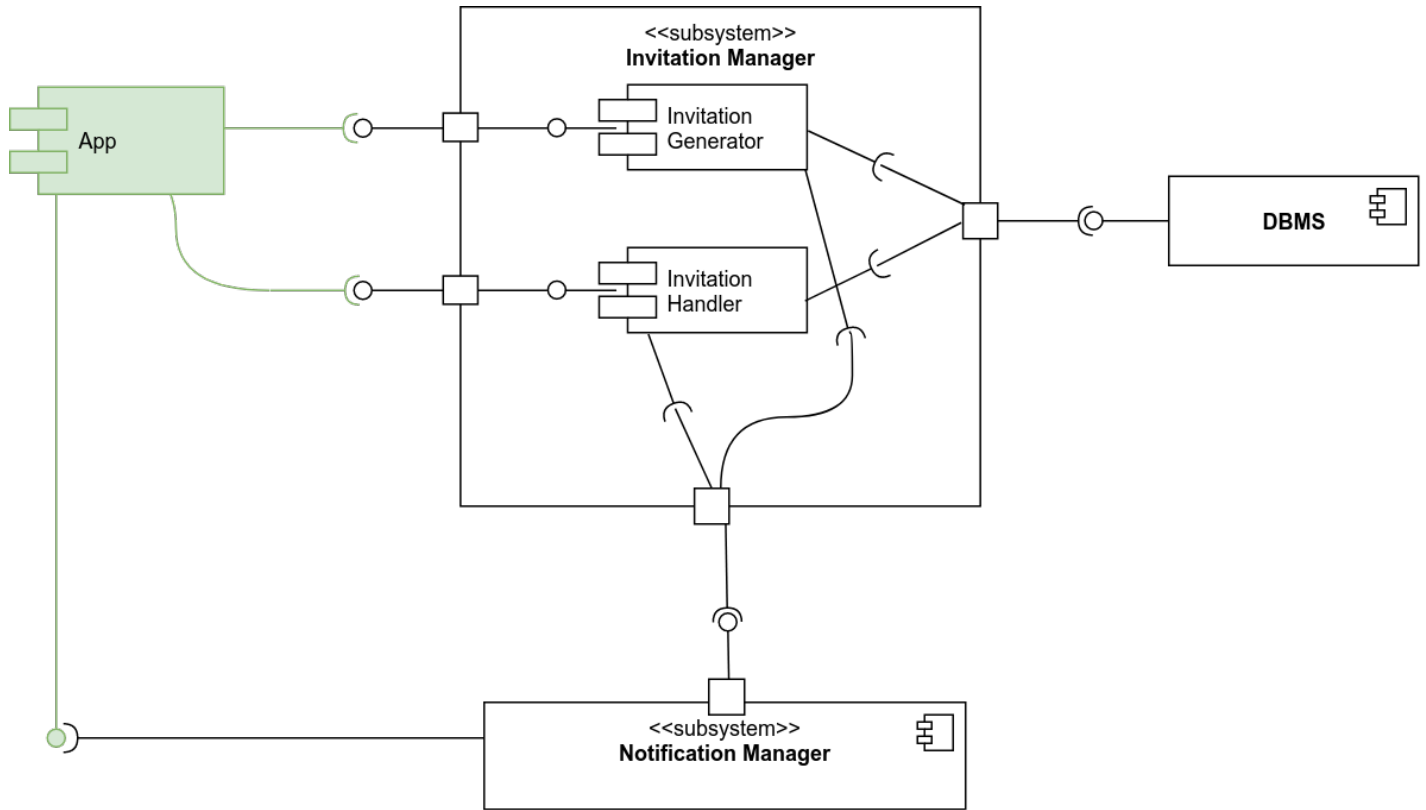 <<subsystem>>
Invitation Manager
App
Invitation
Generator
DBMS
Invitation
Handler
<<subsystem>>
Notification Manager